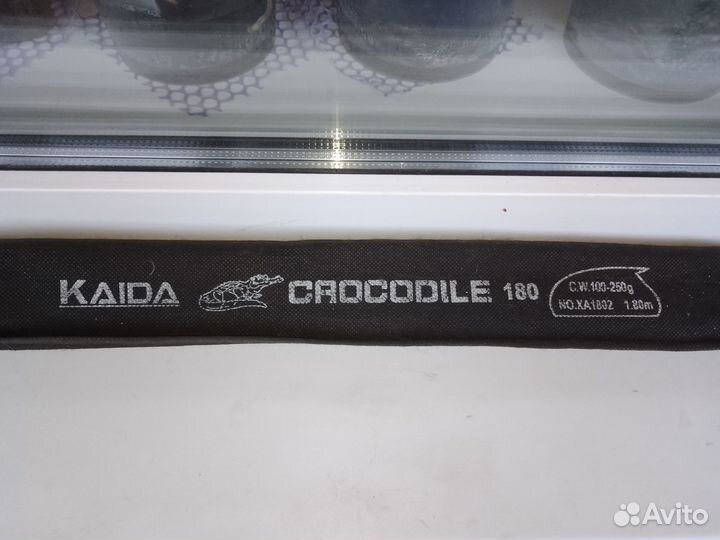 KAIDA CROCODILE 180
C.W.100-250g
NO.XA1802 1.80m
Avito